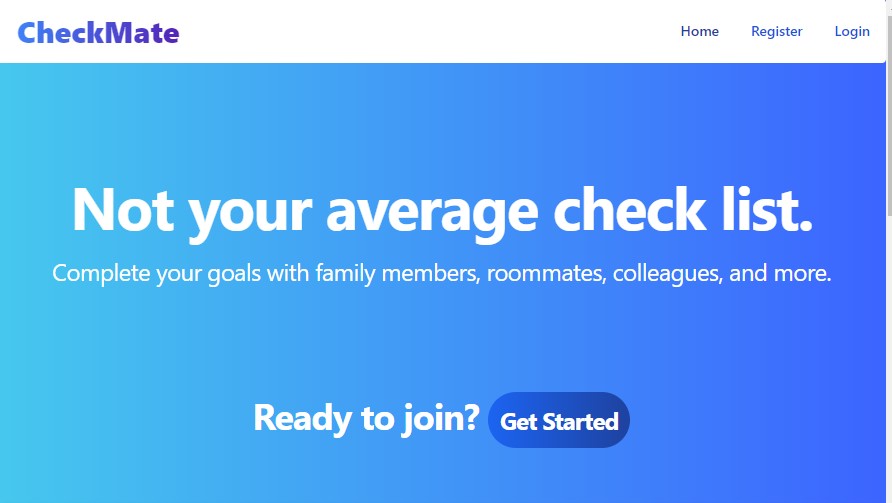 CheckMate
Home Register Login
Not your average check list.
Complete your goals with family members, roommates, colleagues, and more.
Ready to join? Get Started